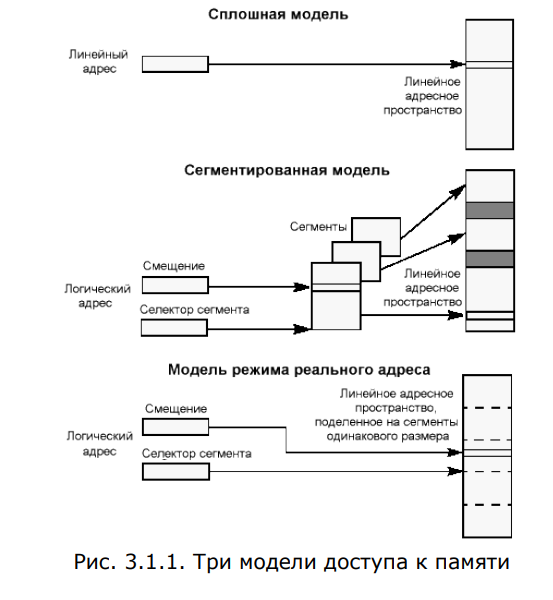 Сплошная модель
Линейный
адрес
Линейное
адресное
пространство
Сегментированная модель
Сегменты
Смещение
Логический
адрес
Селектор сегмента
Линейное
адресное
пространство
Модель режима реального адреса
Линейное адресное
пространство,
поделенное на сегменты
одинакового размера
Смещение
Логический
адрес
Селектор сегмента
Рис. 3.1.1. Три модели доступа к памяти